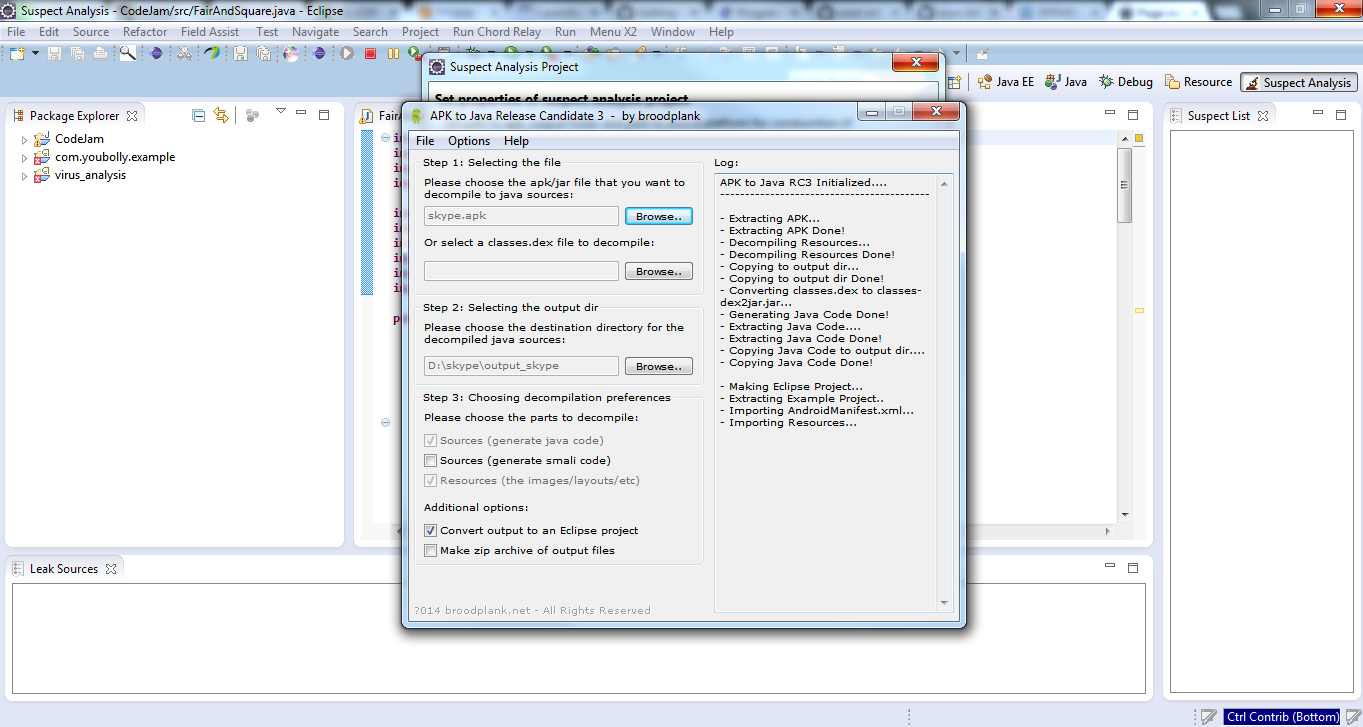 Suspect Analysis - CodeJam/src/FairAndSquare.java - Eclipse
File Edit Source Refactor Field Assist Test Navigate Search Project Run Chord Relay Run Menu X2 Window Help
Java EE Java Debug Resource Suspect Analysis
Package Explorer
CodeJam
com.youbolly.example
virus_analysis
Suspect Analysis Project
Set properties of suspect analysis project
APK to Java Release Candidate 3 - by broodplank
File Options Help
Step 1: Selecting the file
Please choose the apk/jar file that you want to
decompile to java sources:
skype.apk
Browse..
Or select a classes.dex file to decompile:
Browse..
Step 2: Selecting the output dir
Please choose the destination directory for the
decompiled java sources:
D:\skype\output_skype
Browse..
Step 3: Choosing decompilation preferences
Please choose the parts to decompile:
Sources (generate java code)
Sources (generate smali code)
Resources (the images/layouts/etc)
Additional options:
Convert output to an Eclipse project
Make zip archive of output files
?014 broodplank.net - All Rights Reserved
Log:
APK to Java RC3 Initialized....
------------------------------------------
- Extracting APK...
- Extracting APK Done!
- Decompiling Resources...
- Decompiling Resources Done!
- Copying to output dir...
- Copying to output dir Done!
- Converting classes.dex to classes-
dex2jar.jar...
- Generating Java Code Done!
- Extracting Java Code....
- Extracting Java Code Done!
- Copying Java Code to output dir....
- Copying Java Code Done!
- Making Eclipse Project...
- Extracting Example Project..
- Importing AndroidManifest.xml...
- Importing Resources...
Suspect List
Leak Sources
Ctrl Contrib (Bottom)